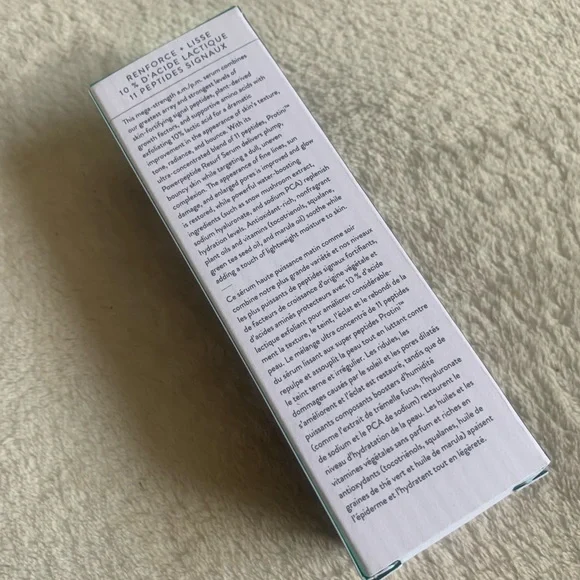 RENFORCE + LISSE
10 % D'ACIDE LACTIQUE
11 PEPTIDES SIGNAUX
This mega-strength a.m./p.m. serum combines
our greatest array and strongest levels of
skin-fortifying signal peptides, plant-derived
growth factors, and supportive amino acids with
exfoliating 10% lactic acid for a dramatic
improvement in the appearance of skin's texture,
tone, radiance, and bounce. With its
ultra-concentrated blend of 11 peptides, Protini™
Powerpeptide Resurf Serum delivers plump,
bouncy skin while targeting a dull, uneven
complexion. The appearance of fine lines, sun
damage, and enlarged pores is improved and glow
is restored, while powerful water-boosting
ingredients (such as snow mushroom extract,
sodium hyaluronate, and sodium PCA) replenish
hydration levels. Antioxidant-rich, nonfragrant
plant oils and vitamins (tocotrienols, squalane,
green tea seed oil, and marula oil) soothe while
adding a touch of lightweight moisture to skin.
Ce sérum haute puissance matin comme soir
combine notre plus grande variété et nos niveaux
les plus puissants de peptides signaux fortifiants,
de facteurs de croissance d'origine végétale et
d'acides aminés protecteurs avec 10 % d'acide
lactique exfoliant pour améliorer considérable-
ment la texture, le teint, l'éclat et le rebondi de la
peau. Le mélange ultra concentré de 11 peptides
du sérum lissant aux super peptides Protini™
repulpe et assouplit la peau tout en luttant contre
le teint terne et irrégulier. Les ridules, les
dommages causés par le soleil et les pores dilatés
s'améliorent et l'éclat est restauré, tandis que de
puissants composants boosters d'humidité
(comme l'extrait de trémelle fucus, l'hyaluronate
de sodium et le PCA de sodium) restaurent le
niveau d'hydratation de la peau. Les huiles et les
vitamines végétales sans parfum et riches en
antioxydants (tocotriénols, squalanes, huile de
graines de thé vert et huile de marula) apaisent
l'épiderme et l'hydratent tout en légèreté.